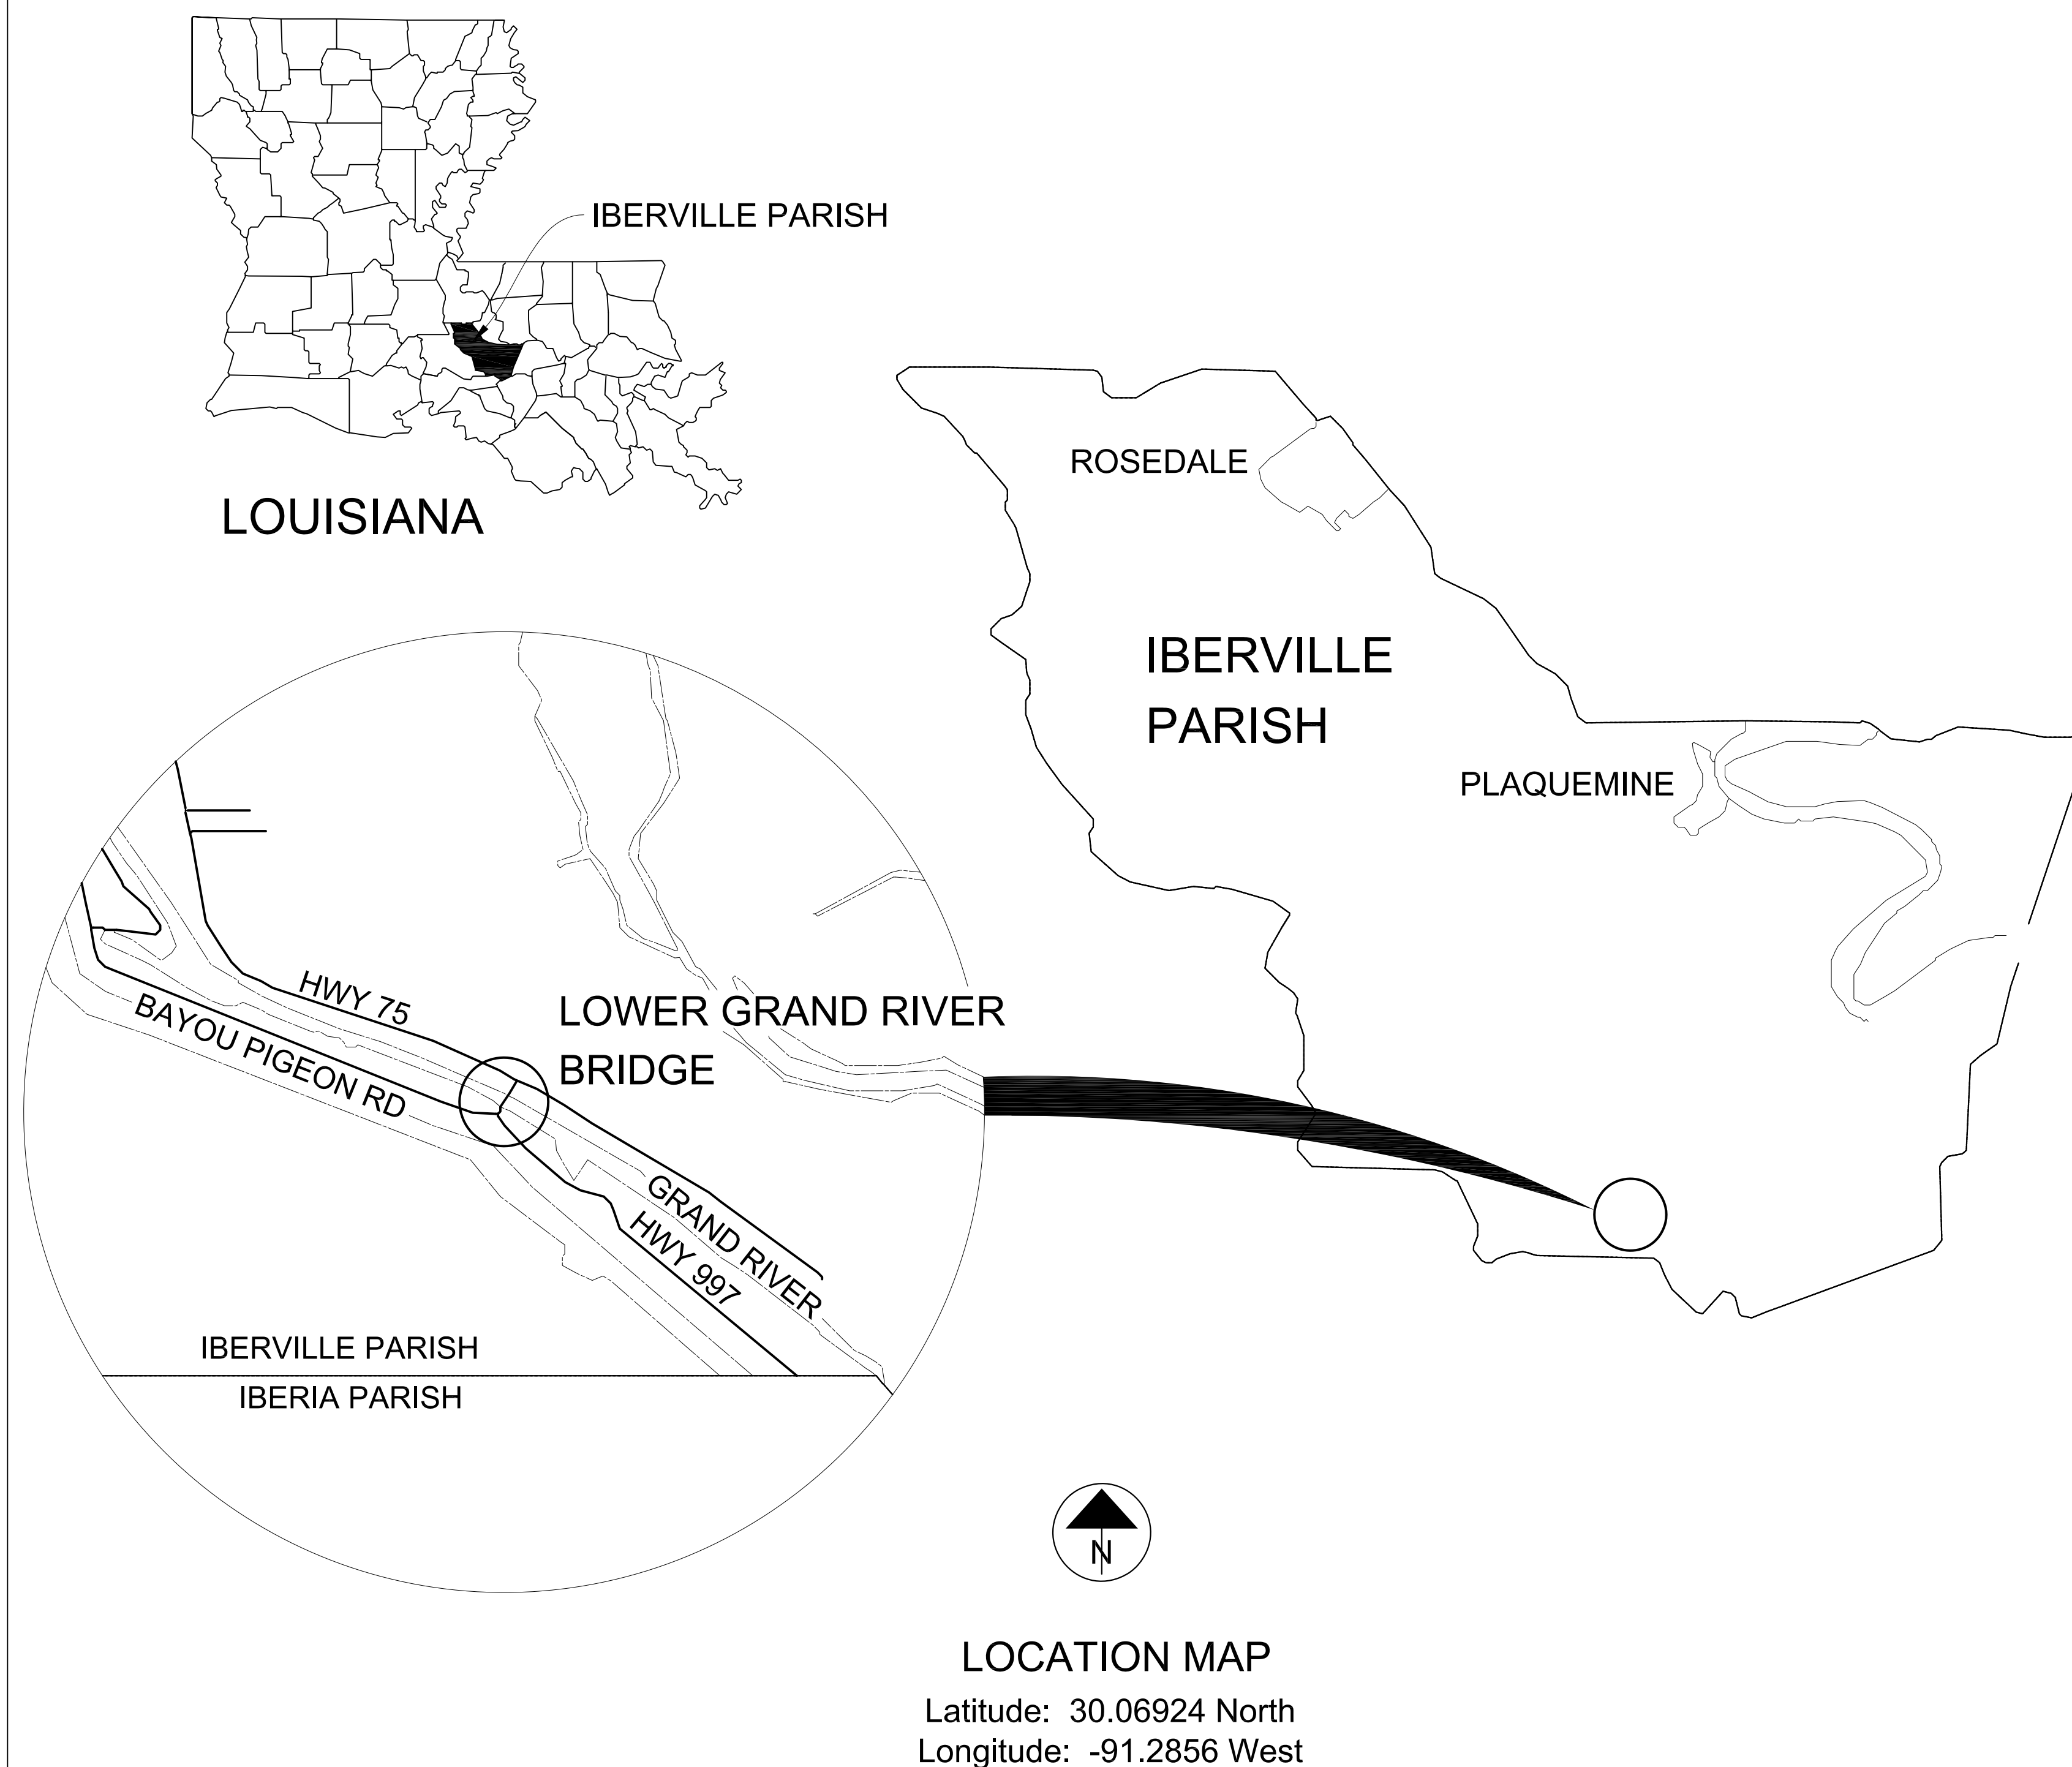 IBERVILLE PARISH
LOUISIANA
ROSEDALE
IBERVILLE
PARISH
PLAQUEMINE
HWY 75
BAYOU PIGEON RD
LOWER GRAND RIVER
BRIDGE
GRAND RIVER
HWY 997
IBERVILLE PARISH
IBERIA PARISH
N
LOCATION MAP
Latitude: 30.06924 North
Longitude: -91.2856 West